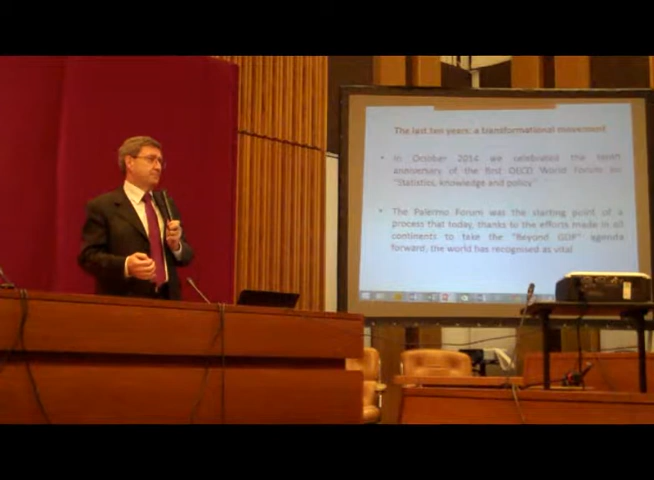 The last ten years: a transformational movement
• In October 2014 we celebrated the tenth
anniversary of the first OECD World Forum on
"Statistics, knowledge and policy"
• The Palermo Forum was the starting point of a
process that today, thanks to the efforts made in all
continents to take the "Beyond GDP" agenda
forward, the world has recognised as vital